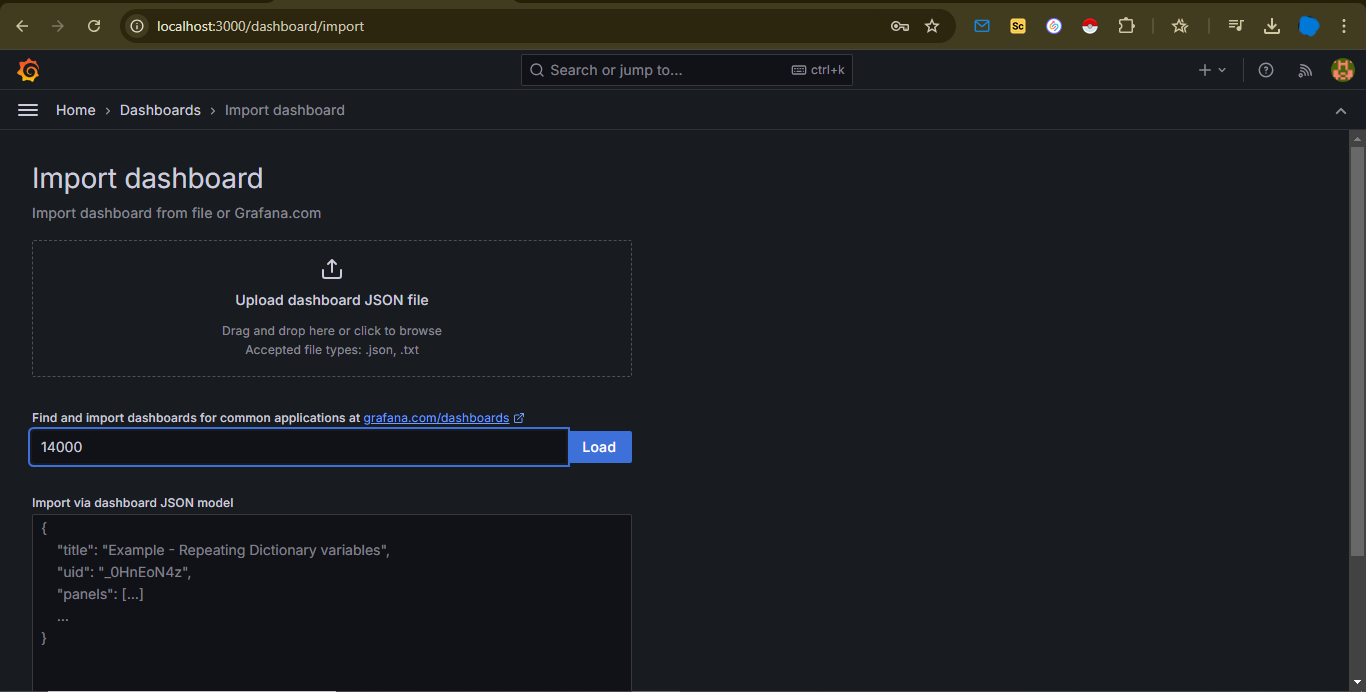 localhost:3000/dashboard/import
Sc
Search or jump to...
ctrl+k
Home › Dashboards › Import dashboard
Import dashboard
Import dashboard from file or Grafana.com
Upload dashboard JSON file
Drag and drop here or click to browse
Accepted file types: .json, .txt
Find and import dashboards for common applications at grafana.com/dashboards
14000
Load
Import via dashboard JSON model
{
"title": "Example - Repeating Dictionary variables",
"uid": "_0HnEoN4z",
"panels": [...]
...
}